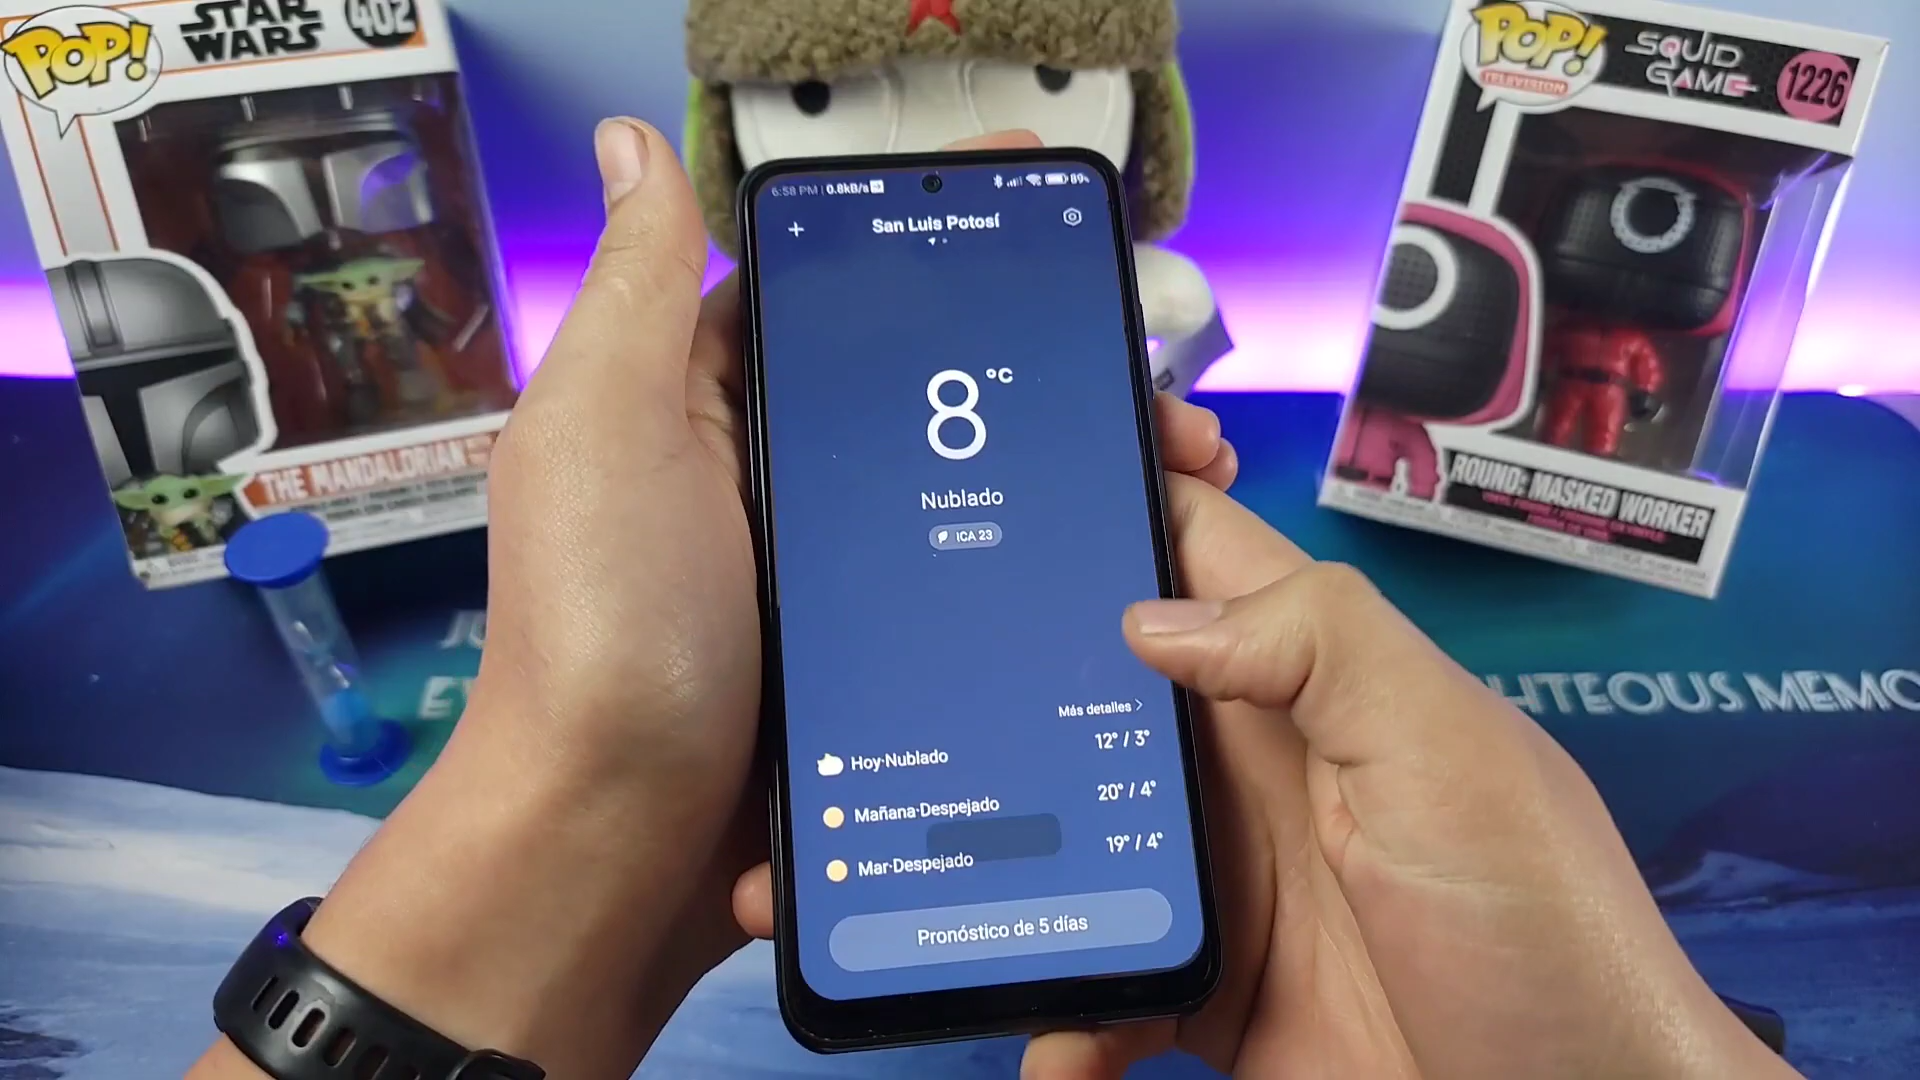 POP!
STAR
WARS
402
THE MANDALORIAN
POP!
TELEVISION
SQUID
GAME
1226
ROUND: MASKED WORKER
6:58 PM | 0.8kB/s
89%
+
San Luis Potosí
8 °C
Nublado
ICA 23
Más detalles >
Hoy·Nublado 12° / 3°
Mañana·Despejado 20° / 4°
Mar·Despejado 19° / 4°
Pronóstico de 5 días